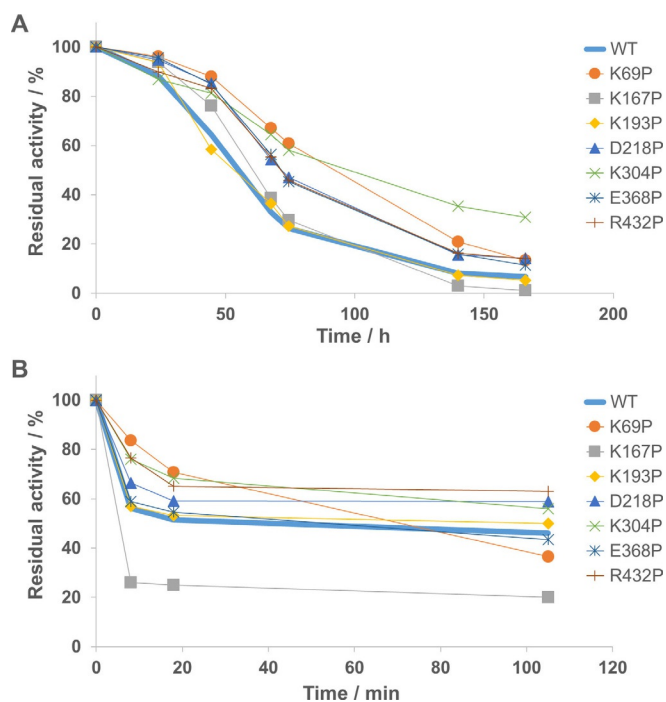 A
Residual activity / %
100
80
60
40
20
0
0
50
100
150
200
Time / h
WT
K69P
K167P
K193P
D218P
K304P
E368P
R432P
B
Residual activity / %
100
80
60
40
20
0
0
20
40
60
80
100
120
Time / min
WT
K69P
K167P
K193P
D218P
K304P
E368P
R432P